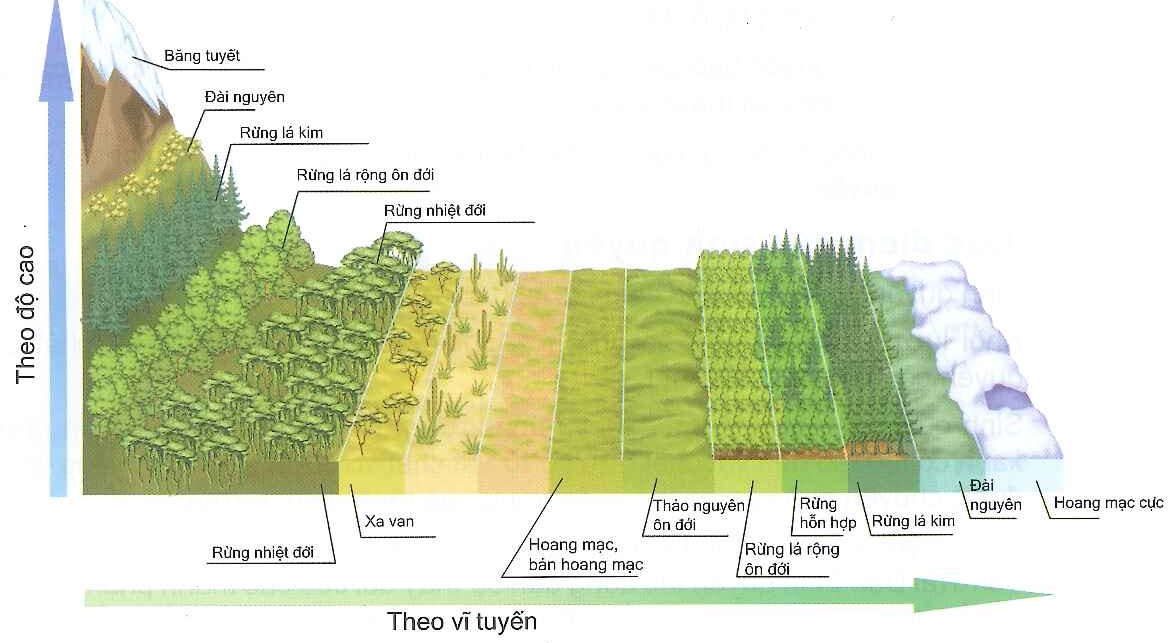 Băng tuyết
Đài nguyên
Rừng lá kim
Rừng lá rộng ôn đới
Rừng nhiệt đới
Theo độ cao
Rừng nhiệt đới
Xa van
Hoang mạc,
bán hoang mạc
Thảo nguyên
ôn đới
Rừng lá rộng
ôn đới
Rừng
hỗn hợp
Rừng lá kim
Đài
nguyên
Hoang mạc cực
Theo vĩ tuyến